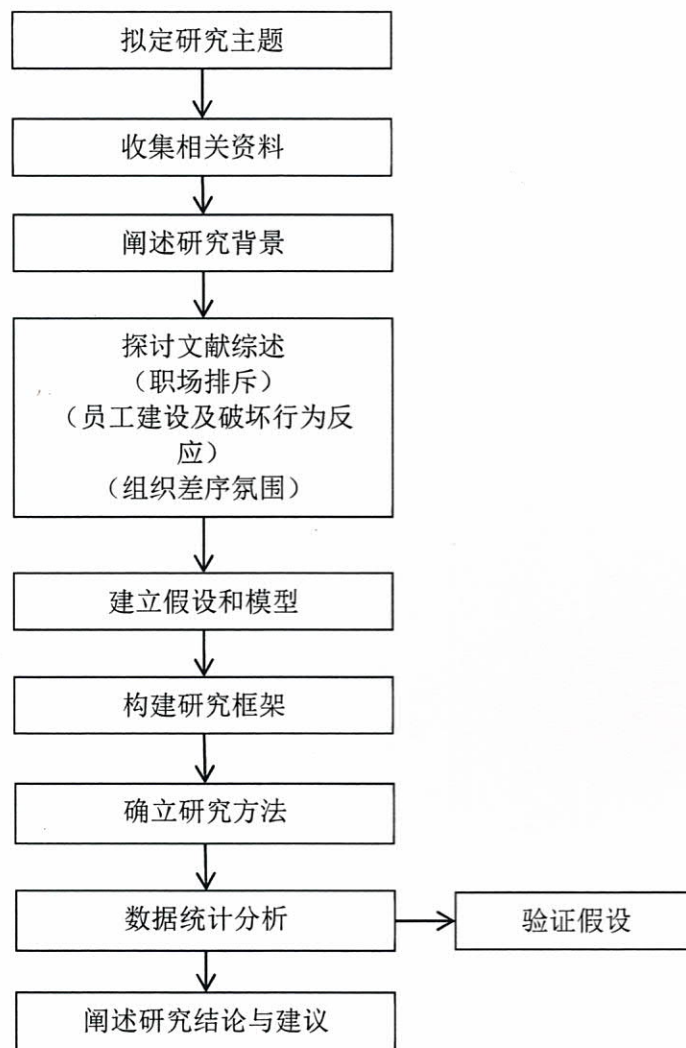 拟定研究主题
收集相关资料
阐述研究背景
探讨文献综述
（职场排斥）
（员工建设及破坏行为反
应）
（组织差序氛围）
建立假设和模型
构建研究框架
确立研究方法
数据统计分析
验证假设
阐述研究结论与建议